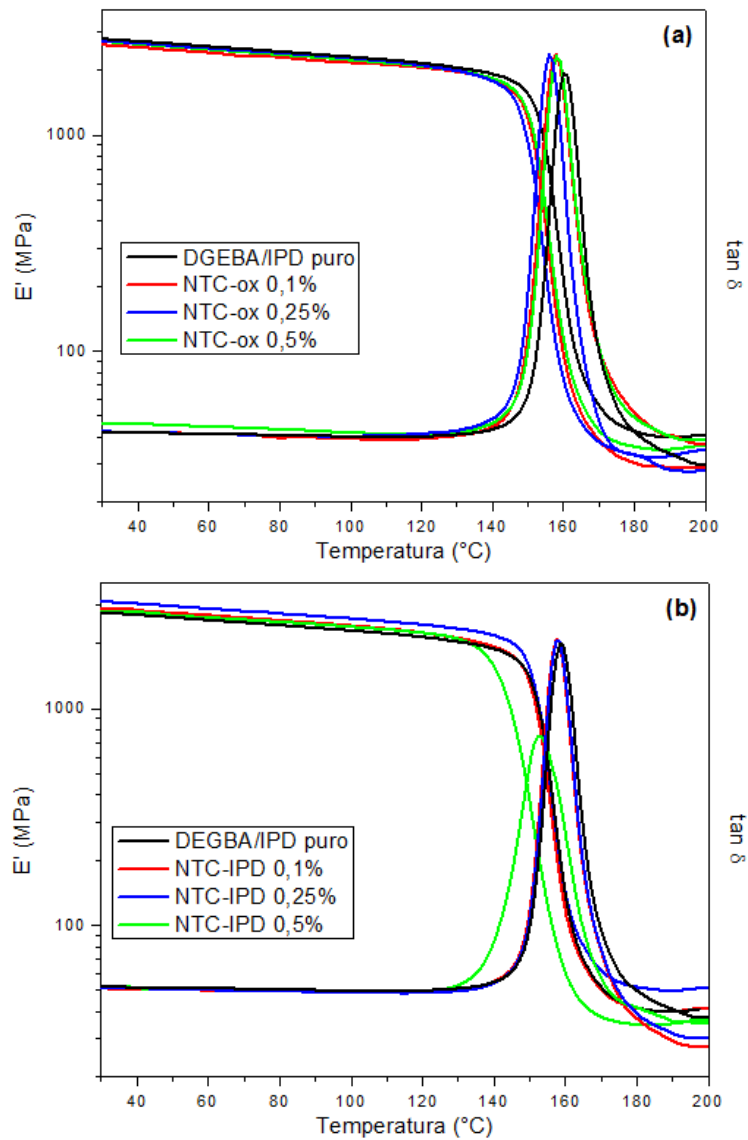 (a)
1000
100
E' (MPa)
tan δ
DGEBA/IPD puro
NTC-ox 0,1%
NTC-ox 0,25%
NTC-ox 0,5%
40 60 80 100 120 140 160 180 200
Temperatura (°C)
(b)
1000
100
E' (MPa)
tan δ
DEGBA/IPD puro
NTC-IPD 0,1%
NTC-IPD 0,25%
NTC-IPD 0,5%
40 60 80 100 120 140 160 180 200
Temperatura (°C)